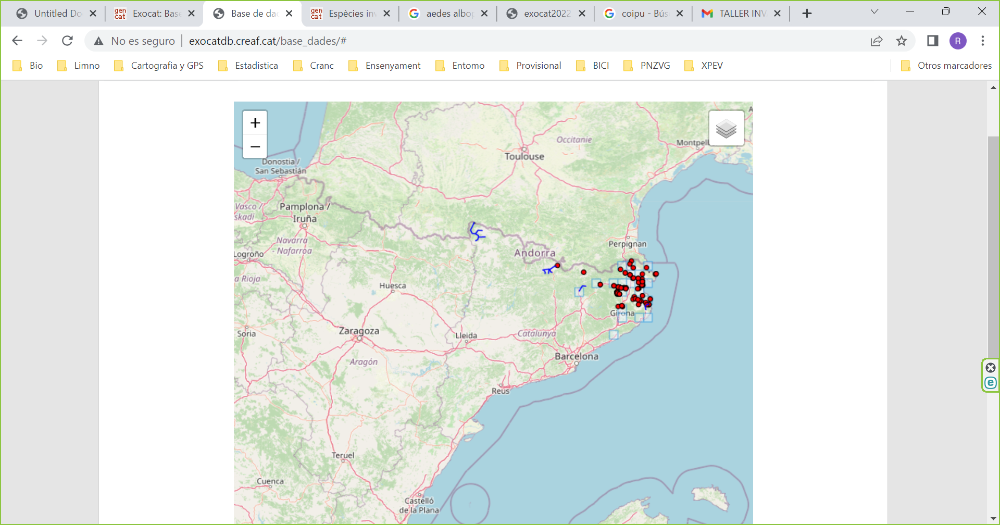 Untitled Do
Exocat: Base
Base de da
Espècies inv
aedes albop
exocat2022
coipu - Bús
TALLER INV
No es seguro
exocatdb.creaf.cat/base_dades/#
R
Bio
Limno
Cartografia y GPS
Estadistica
Cranc
Ensenyament
Entomo
Provisional
BICI
PNZVG
XPEV
Otros marcadores
+
−
Occitanie
Montpell
A
Toulouse
Donostia /
San Sebastián
Vasco /
skadi
Pamplona /
Iruña
Navarra
- Nafarroa
Logroño
Perpignan
Andorra
a Rioja
Huesca
Girona
Soria
Zaragoza
Lleida
Catalunya
Barcelona
Aragón
Reus
Teruel
Cuenca
Castelló
de la Plana
e